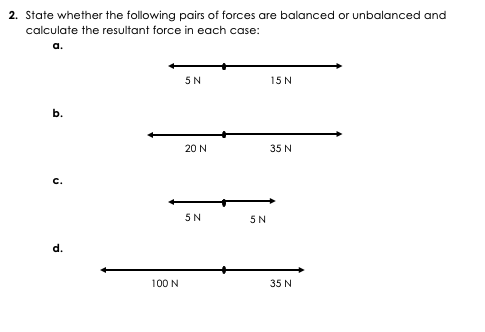 2. State whether the following pairs of forces are balanced or unbalanced and
calculate the resultant force in each case:
a.
5 N 15 N
b.
20 N 35 N
c.
5 N 5 N
d.
100 N 35 N